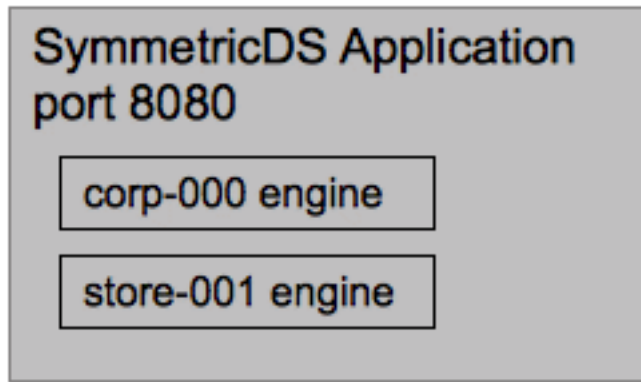 SymmetricDS Application
port 8080
corp-000 engine
store-001 engine